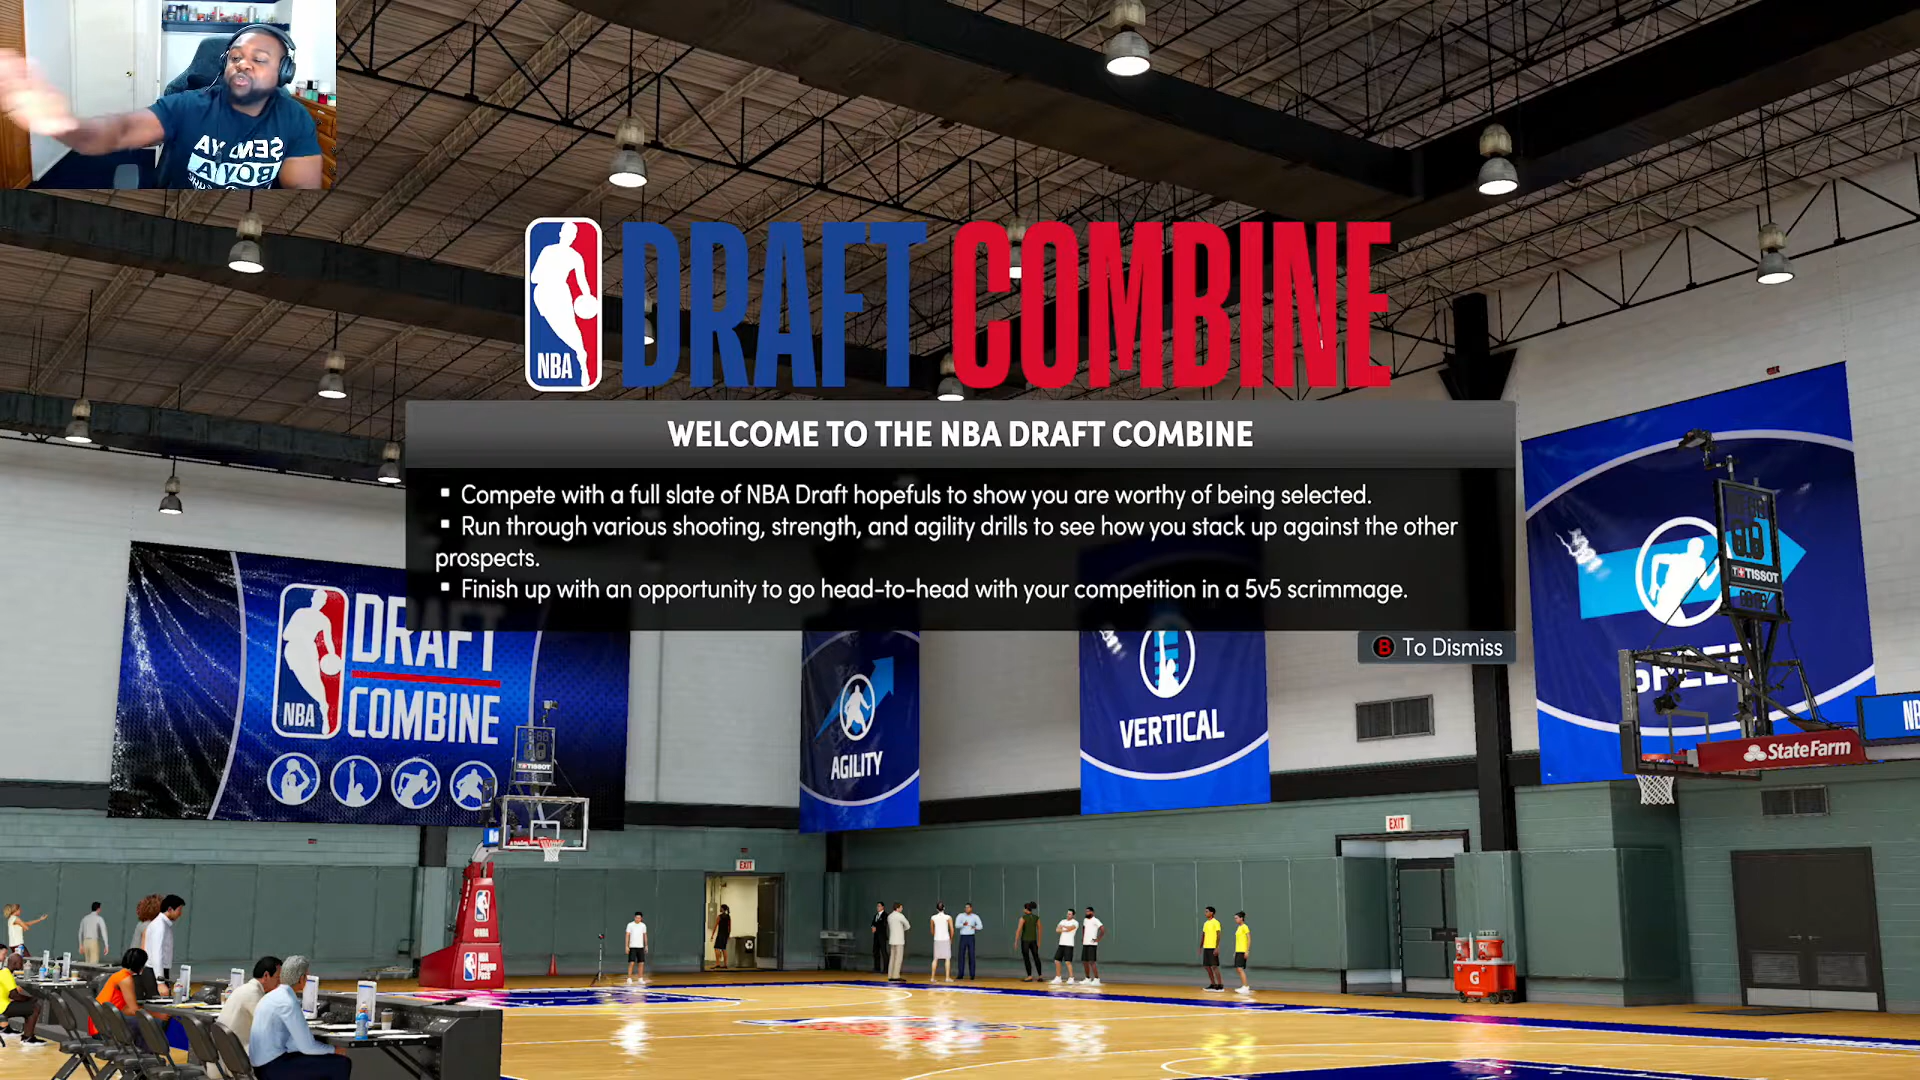 NBA
DRAFT COMBINE
WELCOME TO THE NBA DRAFT COMBINE
▪ Compete with a full slate of NBA Draft hopefuls to show you are worthy of being selected.
▪ Run through various shooting, strength, and agility drills to see how you stack up against the other
prospects.
▪ Finish up with an opportunity to go head-to-head with your competition in a 5v5 scrimmage.
B To Dismiss
NBA
DRAFT
COMBINE
AGILITY
VERTICAL
SPEED
TISSOT
TISSOT
StateFarm
EXIT
EXIT
G